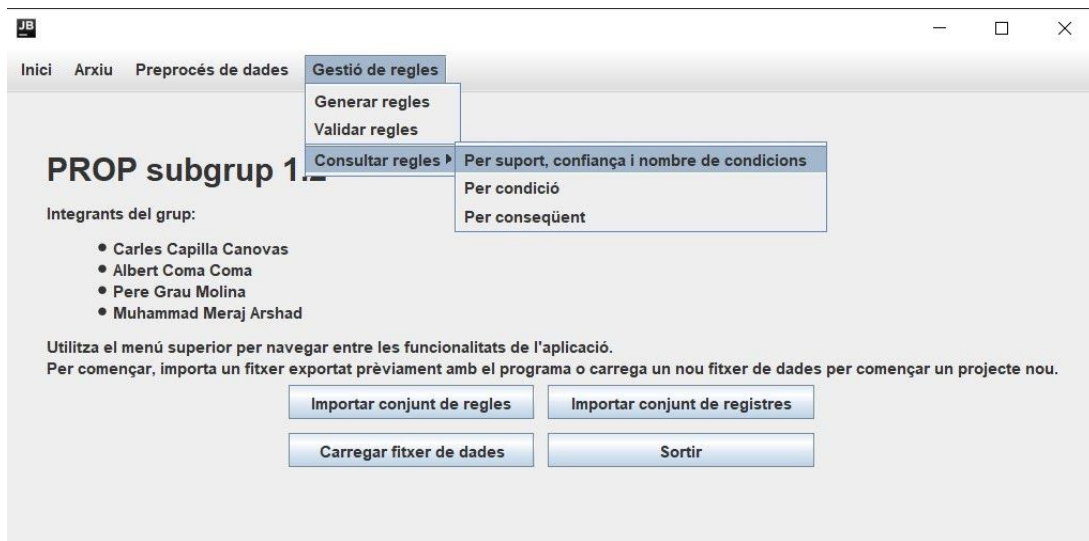 JB
Inici Arxiu Preprocés de dades Gestió de regles
Generar regles
Validar regles
Consultar regles
Per suport, confiança i nombre de condicions
Per condició
Per conseqüent
PROP subgrup 1.2
Integrants del grup:
Carles Capilla Canovas
Albert Coma Coma
Pere Grau Molina
Muhammad Meraj Arshad
Utilitza el menú superior per navegar entre les funcionalitats de l'aplicació.
Per començar, importa un fitxer exportat prèviament amb el programa o carrega un nou fitxer de dades per començar un projecte nou.
Importar conjunt de regles Importar conjunt de registres
Carregar fitxer de dades Sortir